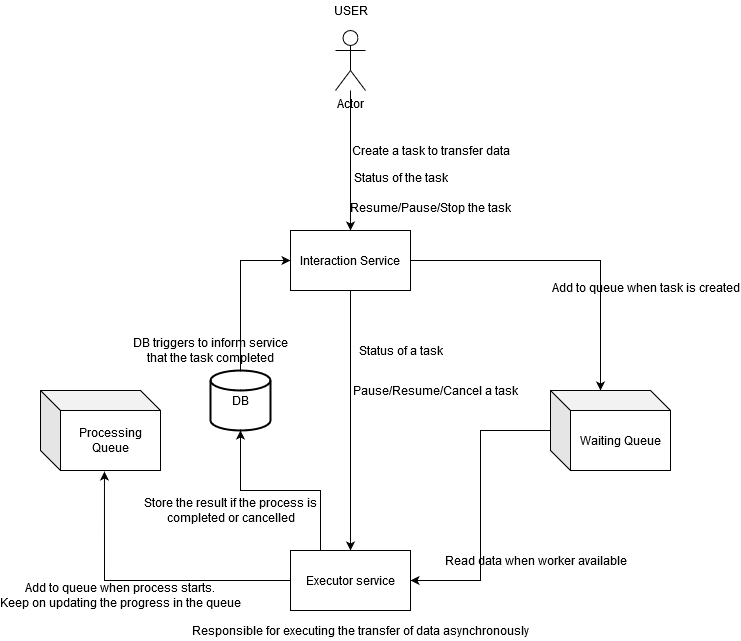 USER
Actor
Create a task to transfer data
Status of the task
Resume/Pause/Stop the task
Interaction Service
Add to queue when task is created
DB triggers to inform service
that the task completed
Status of a task
Pause/Resume/Cancel a task
DB
Processing
Queue
Waiting Queue
Store the result if the process is
completed or cancelled
Read data when worker available
Executor service
Add to queue when process starts.
Keep on updating the progress in the queue
Responsible for executing the transfer of data asynchronously